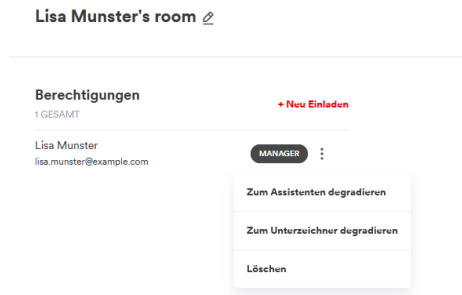 Lisa Munster's room
Berechtigungen
1 GESAMT
+ Neu Einladen
Lisa Munster
lisa.munster@example.com
MANAGER
Zum Assistenten degradieren
Zum Unterzeichner degradieren
Löschen